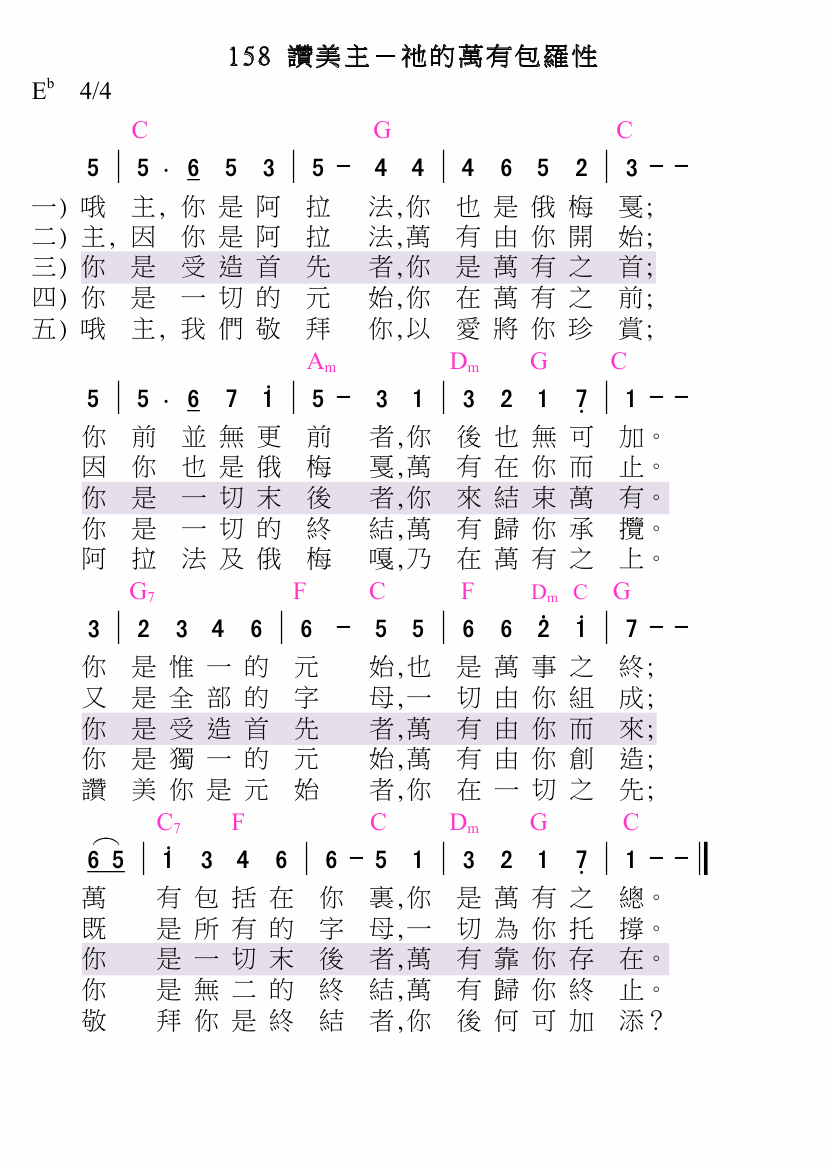 158 讚美主－祂的萬有包羅性
E♭ 4/4
C G C
5 | 5 . 6 5 3 | 5 － 4 4 | 4 6 5 2 | 3 － －
一) 哦 主, 你 是 阿 拉 法,你 也 是 俄 梅 戛;
二) 主, 因 你 是 阿 拉 法,萬 有 由 你 開 始;
三) 你 是 受 造 首 先 者,你 是 萬 有 之 首;
四) 你 是 一 切 的 元 始,你 在 萬 有 之 前;
五) 哦 主, 我 們 敬 拜 你,以 愛 將 你 珍 賞;
Am Dm G C
5 | 5 . 6 7 1̇ | 5 － 3 1 | 3 2 1 7̣ | 1 － －
你 前 並 無 更 前 者,你 後 也 無 可 加。
因 你 也 是 俄 梅 戛,萬 有 在 你 而 止。
你 是 一 切 末 後 者,你 來 結 束 萬 有。
你 是 一 切 的 終 結,萬 有 歸 你 承 攬。
阿 拉 法 及 俄 梅 嘎,乃 在 萬 有 之 上。
G7 F C F Dm C G
3 | 2 3 4 6 | 6 － 5 5 | 6 6 2̇ 1̇ | 7 － －
你 是 惟 一 的 元 始,也 是 萬 事 之 終;
又 是 全 部 的 字 母,一 切 由 你 組 成;
你 是 受 造 首 先 者,萬 有 由 你 而 來;
你 是 獨 一 的 元 始,萬 有 由 你 創 造;
讚 美 你 是 元 始 者,你 在 一 切 之 先;
C7 F C Dm G C
6 5 | 1̇ 3 4 6 | 6 － 5 1 | 3 2 1 7̣ | 1 － －
萬 有 包 括 在 你 裏,你 是 萬 有 之 總。
既 是 所 有 的 字 母,一 切 為 你 托 撐。
你 是 一 切 末 後 者,萬 有 靠 你 存 在。
你 是 無 二 的 終 結,萬 有 歸 你 終 止。
敬 拜 你 是 終 結 者,你 後 何 可 加 添?